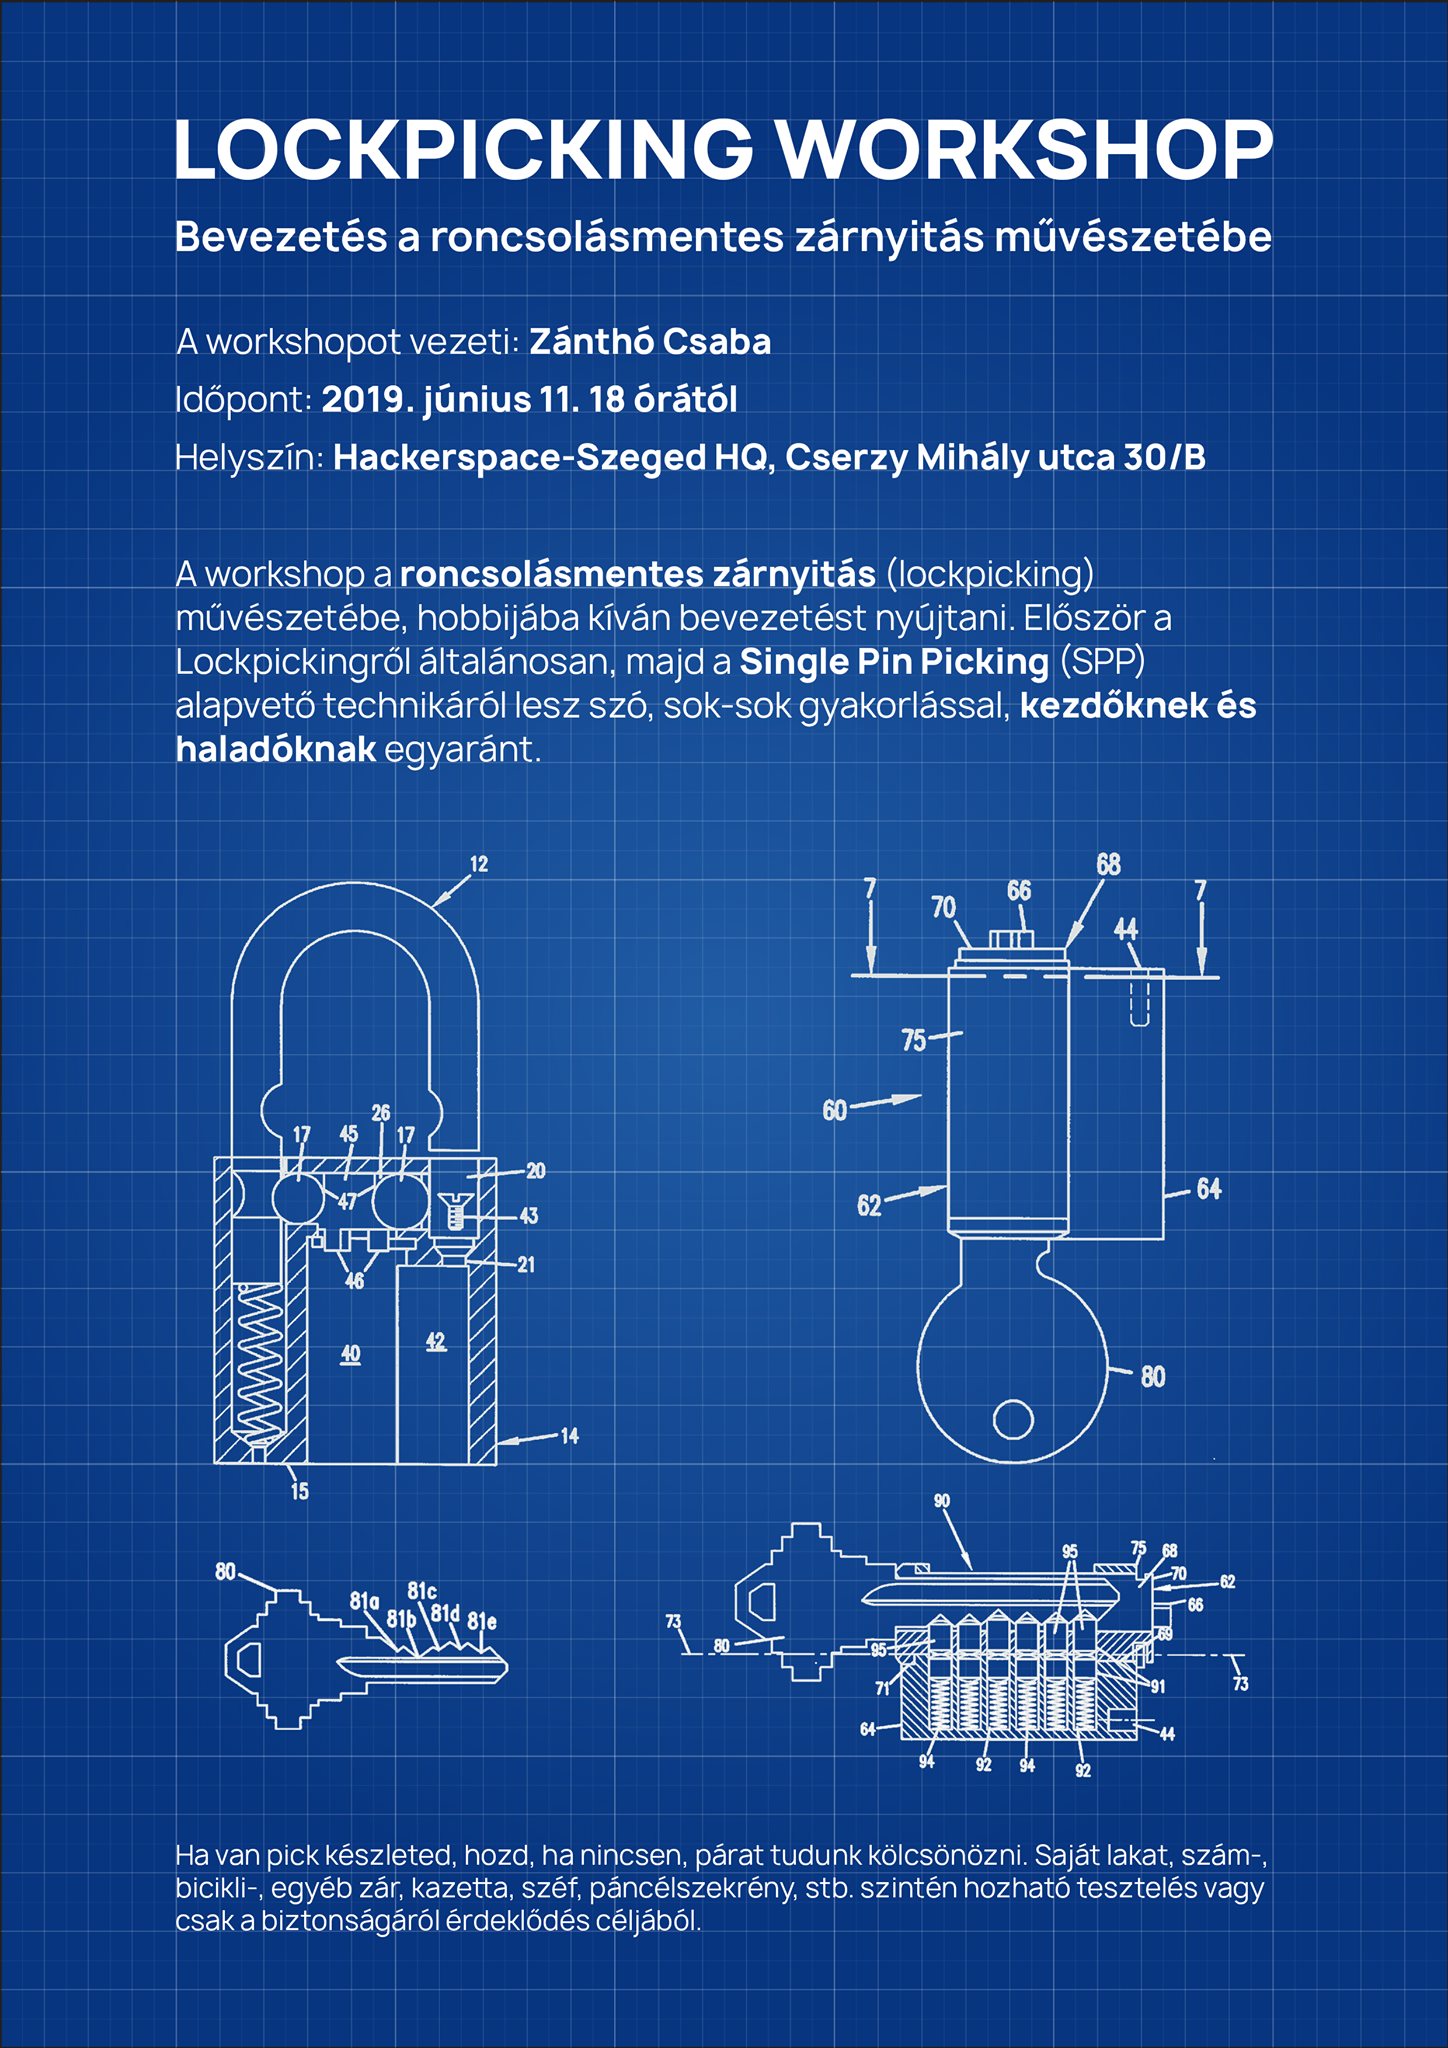 LOCKPICKING WORKSHOP
Bevezetés a roncsolásmentes zárnyitás művészetébe
A workshopot vezeti: Zánthó Csaba
Időpont: 2019. június 11. 18 órától
Helyszín: Hackerspace-Szeged HQ, Cserzy Mihály utca 30/B
A workshop a roncsolásmentes zárnyitás (lockpicking)
művészetébe, hobbijába kíván bevezetést nyújtani. Először a
Lockpickingről általánosan, majd a Single Pin Picking (SPP)
alapvető technikáról lesz szó, sok-sok gyakorlással, kezdőknek és
haladóknak egyaránt.
12
17 45 26 17
20
47
43
21
46
40
42
14
15
68
7 70 66 44 7
75
60
62
64
80
80
81a 81b 81c 81d 81e
90
95
75
68
70
62
66
73
80
95
69
71
91
73
64
44
94 92 94 92
Ha van pick készleted, hozd, ha nincsen, párat tudunk kölcsönözni. Saját lakat, szám-,
bicikli-, egyéb zár, kazetta, széf, páncélszekrény, stb. szintén hozható tesztelés vagy
csak a biztonságáról érdeklődés céljából.